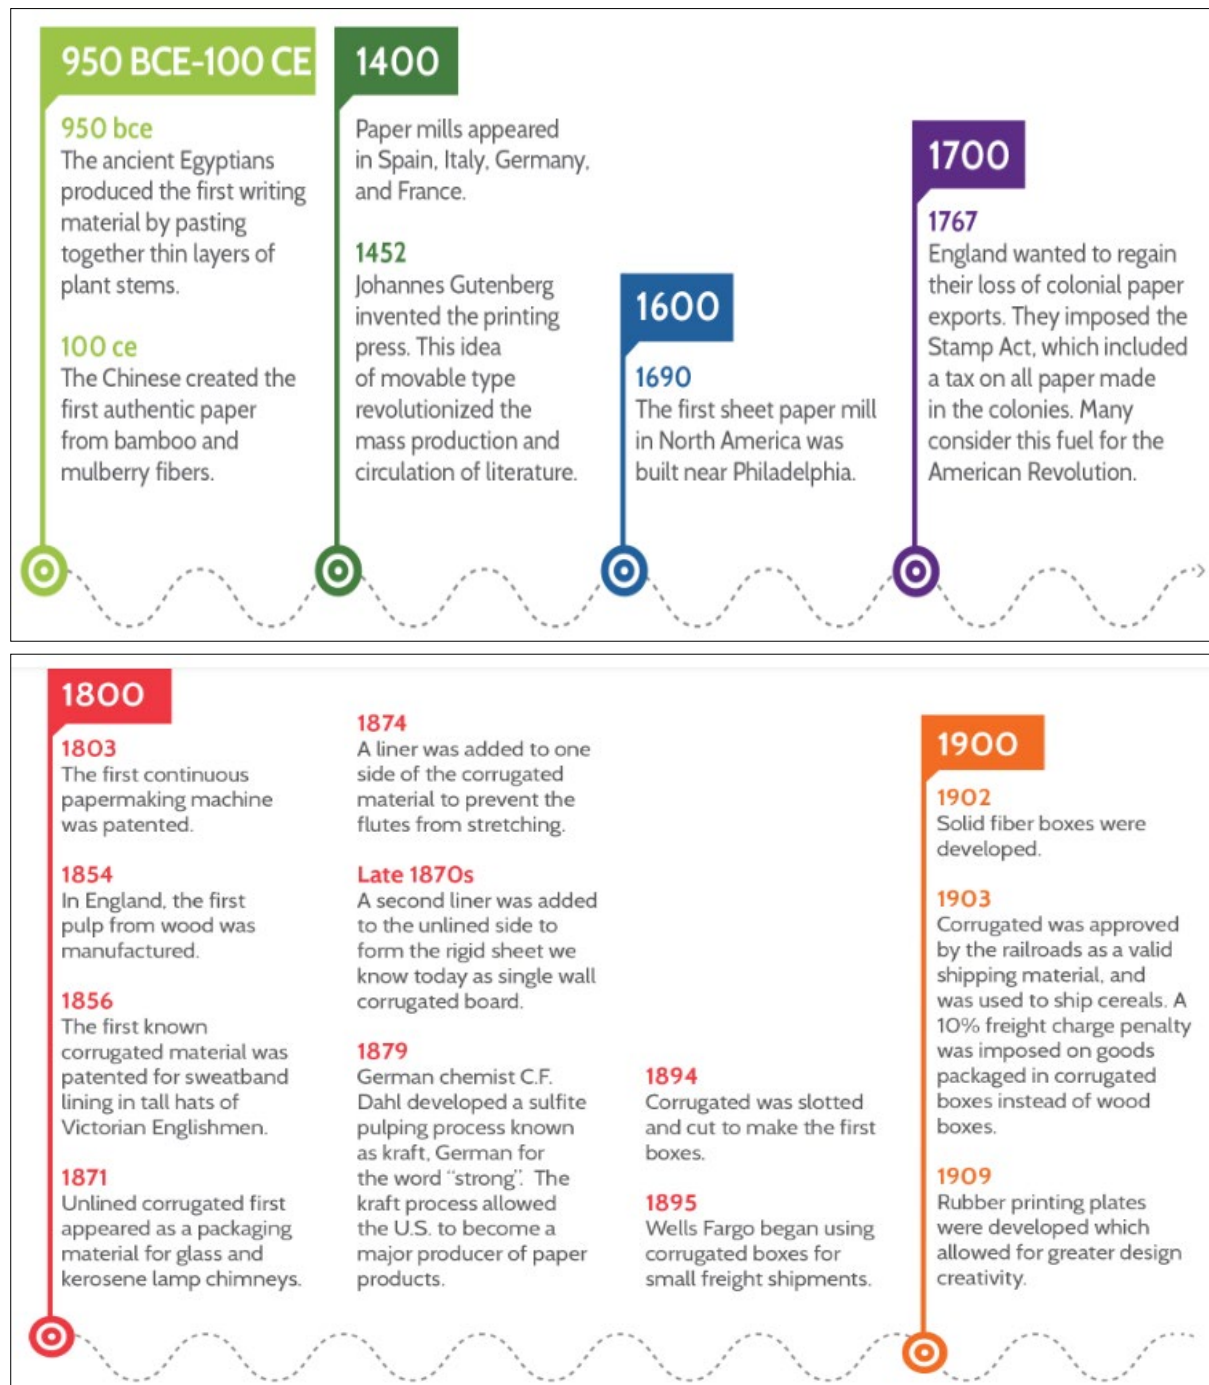 950 BCE-100 CE
950 bce
The ancient Egyptians
produced the first writing
material by pasting
together thin layers of
plant stems.
100 ce
The Chinese created the
first authentic paper
from bamboo and
mulberry fibers.
1400
Paper mills appeared
in Spain, Italy, Germany,
and France.
1452
Johannes Gutenberg
invented the printing
press. This idea
of movable type
revolutionized the
mass production and
circulation of literature.
1600
1690
The first sheet paper mill
in North America was
built near Philadelphia.
1700
1767
England wanted to regain
their loss of colonial paper
exports. They imposed the
Stamp Act, which included
a tax on all paper made
in the colonies. Many
consider this fuel for the
American Revolution.
1800
1803
The first continuous
papermaking machine
was patented.
1854
In England, the first
pulp from wood was
manufactured.
1856
The first known
corrugated material was
patented for sweatband
lining in tall hats of
Victorian Englishmen.
1871
Unlined corrugated first
appeared as a packaging
material for glass and
kerosene lamp chimneys.
1874
A liner was added to one
side of the corrugated
material to prevent the
flutes from stretching.
Late 1870s
A second liner was added
to the unlined side to
form the rigid sheet we
know today as single wall
corrugated board.
1879
German chemist C.F.
Dahl developed a sulfite
pulping process known
as kraft, German for
the word “strong”. The
kraft process allowed
the U.S. to become a
major producer of paper
products.
1894
Corrugated was slotted
and cut to make the first
boxes.
1895
Wells Fargo began using
corrugated boxes for
small freight shipments.
1900
1902
Solid fiber boxes were
developed.
1903
Corrugated was approved
by the railroads as a valid
shipping material, and
was used to ship cereals. A
10% freight charge penalty
was imposed on goods
packaged in corrugated
boxes instead of wood
boxes.
1909
Rubber printing plates
were developed which
allowed for greater design
creativity.